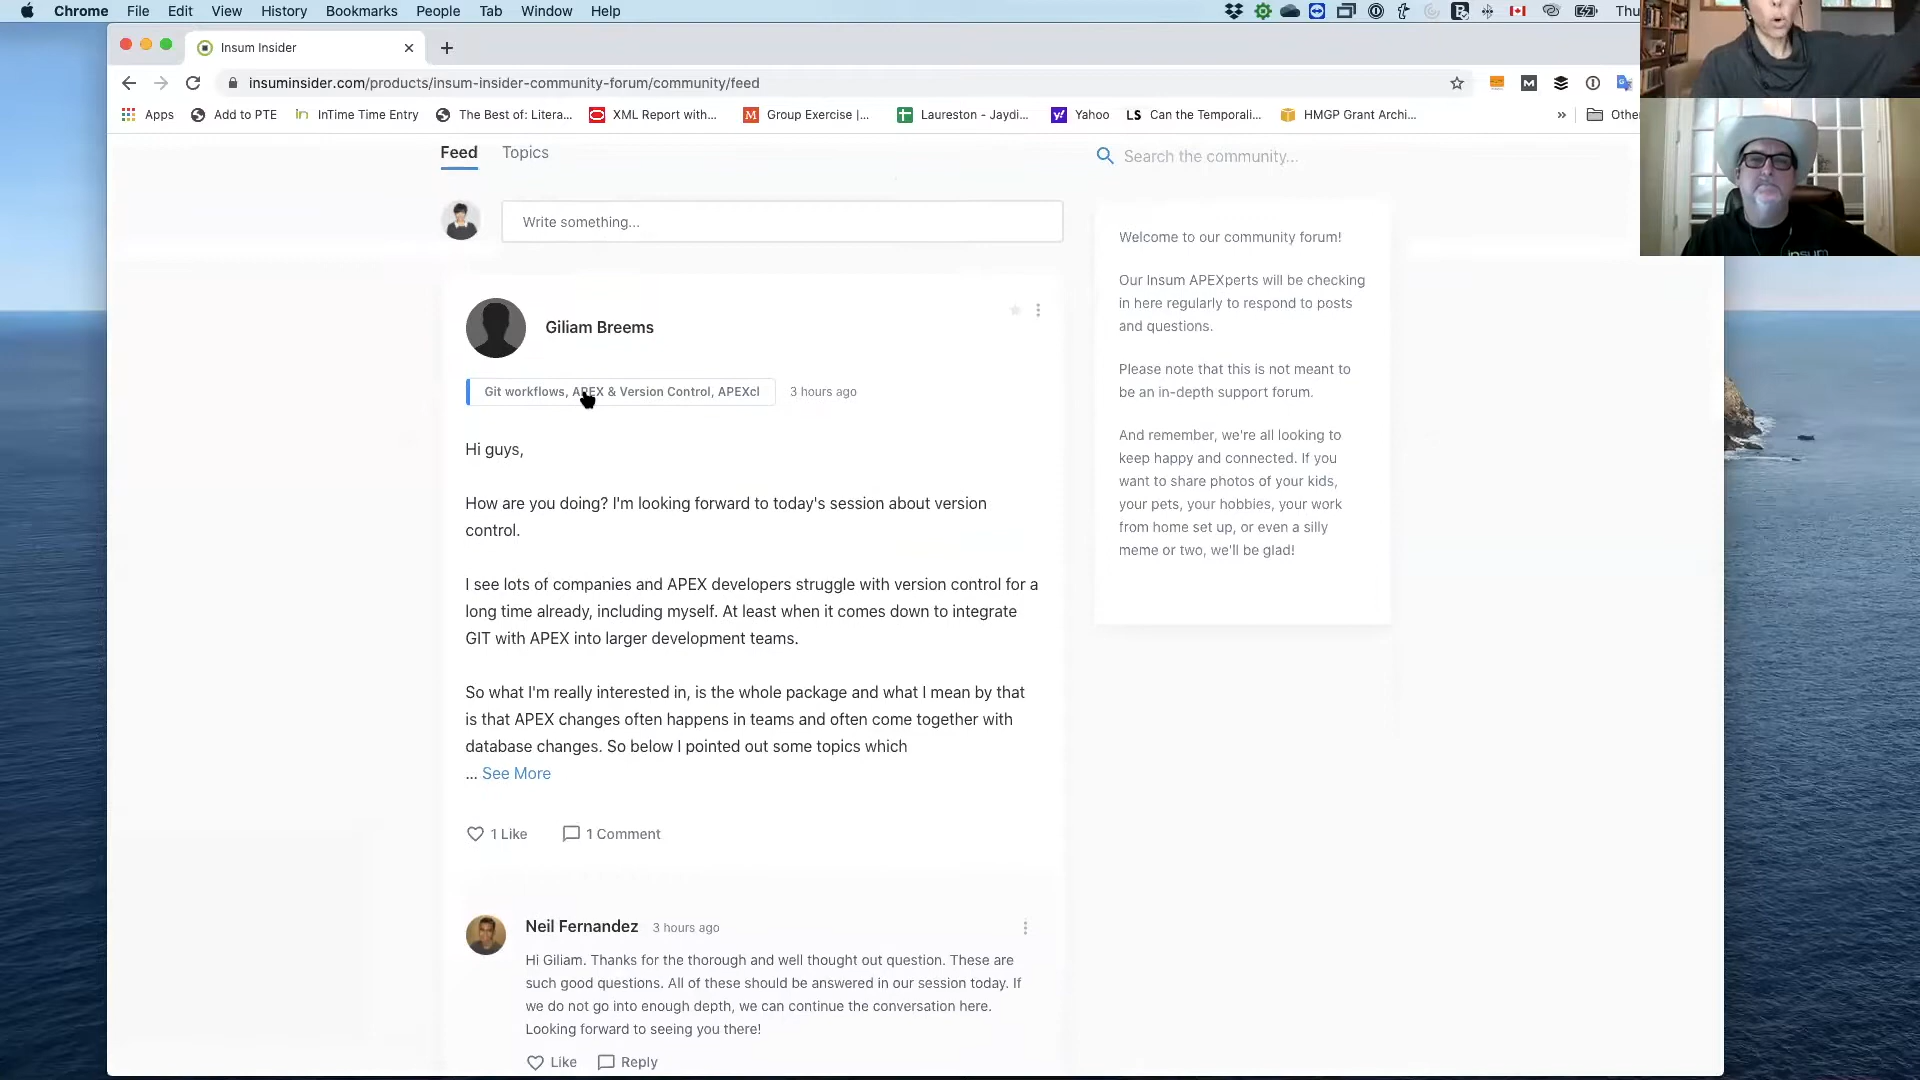 Chrome File Edit View History Bookmarks People Tab Window Help Thu
Insum Insider
insuminsider.com/products/insum-insider-community-forum/community/feed
Apps Add to PTE InTime Time Entry The Best of: Litera... XML Report with... Group Exercise |... Laureston - Jaydi... Yahoo LS Can the Temporali... HMGP Grant Archi... » Othe
Feed Topics
Search the community...
Write something...
Giliam Breems
Git workflows, APEX & Version Control, APEXcl 3 hours ago
Hi guys,
How are you doing? I'm looking forward to today's session about version
control.
I see lots of companies and APEX developers struggle with version control for a
long time already, including myself. At least when it comes down to integrate
GIT with APEX into larger development teams.
So what I'm really interested in, is the whole package and what I mean by that
is that APEX changes often happens in teams and often come together with
database changes. So below I pointed out some topics which
... See More
1 Like 1 Comment
Neil Fernandez 3 hours ago
Hi Giliam. Thanks for the thorough and well thought out question. These are
such good questions. All of these should be answered in our session today. If
we do not go into enough depth, we can continue the conversation here.
Looking forward to seeing you there!
Like Reply
Welcome to our community forum!
Our Insum APEXperts will be checking
in here regularly to respond to posts
and questions.
Please note that this is not meant to
be an in-depth support forum.
And remember, we're all looking to
keep happy and connected. If you
want to share photos of your kids,
your pets, your hobbies, your work
from home set up, or even a silly
meme or two, we'll be glad!
insum